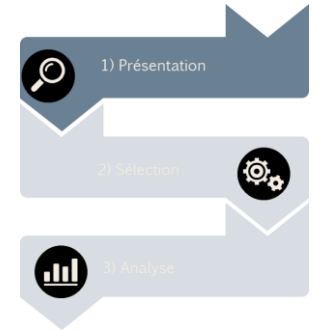 1) Présentation
2) Sélection
3) Analyse